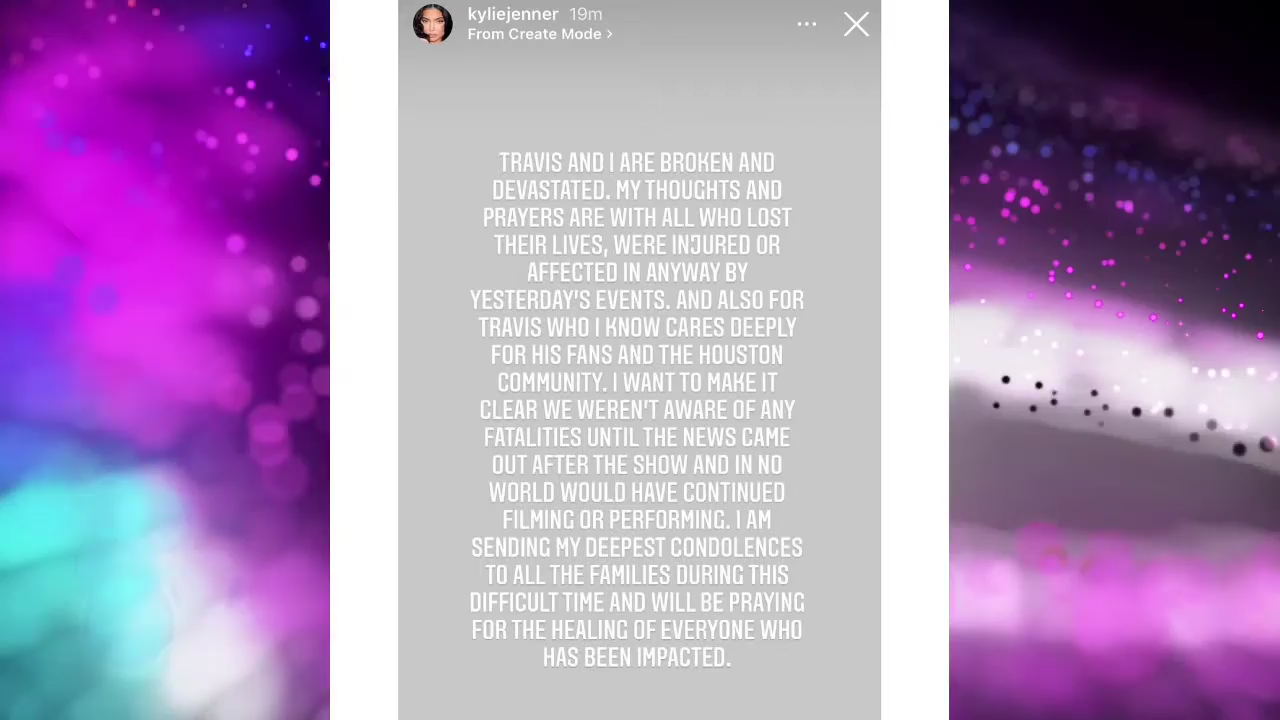 kyliejenner 19m
From Create Mode >
TRAVIS AND I ARE BROKEN AND
DEVASTATED. MY THOUGHTS AND
PRAYERS ARE WITH ALL WHO LOST
THEIR LIVES, WERE INJURED OR
AFFECTED IN ANYWAY BY
YESTERDAY'S EVENTS. AND ALSO FOR
TRAVIS WHO I KNOW CARES DEEPLY
FOR HIS FANS AND THE HOUSTON
COMMUNITY. I WANT TO MAKE IT
CLEAR WE WEREN'T AWARE OF ANY
FATALITIES UNTIL THE NEWS CAME
OUT AFTER THE SHOW AND IN NO
WORLD WOULD HAVE CONTINUED
FILMING OR PERFORMING. I AM
SENDING MY DEEPEST CONDOLENCES
TO ALL THE FAMILIES DURING THIS
DIFFICULT TIME AND WILL BE PRAYING
FOR THE HEALING OF EVERYONE WHO
HAS BEEN IMPACTED.